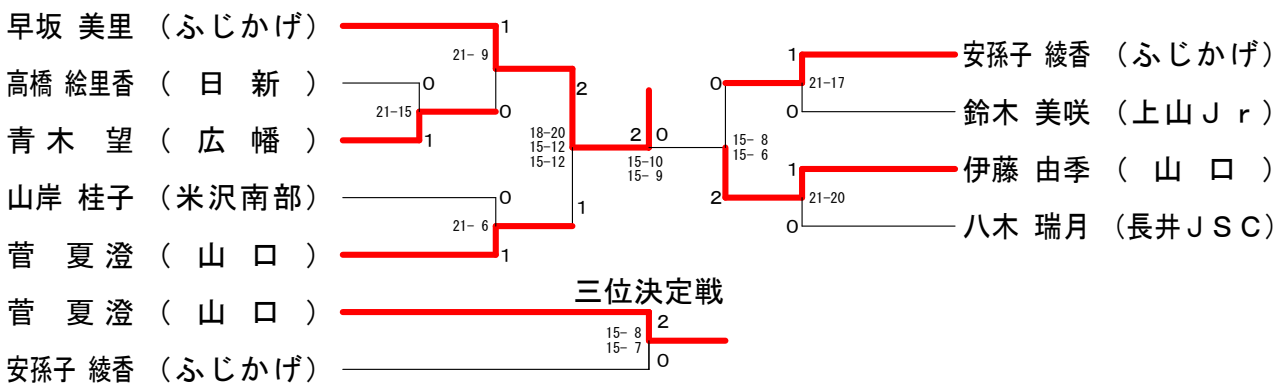 早坂 美里 （ふじかげ）
1
21- 9
高橋 絵里香 （ 日 新 ）
0
21-15
0
青木 望 （ 広 幡 ）
1
2
18-20
15-12
15-12
山岸 桂子 （米沢南部）
0
21- 6
1
菅 夏澄 （ 山 口 ）
1
2 0
15-10
15- 9
安孫子 綾香 （ふじかげ）
1
21-17
0
鈴木 美咲 （上山Ｊｒ）
0
15- 8
15- 6
伊藤 由季 （ 山 口 ）
1
21-20
2
八木 瑞月 （長井ＪＳＣ）
0
三位決定戦
菅 夏澄 （ 山 口 ）
2
15- 8
15- 7
安孫子 綾香 （ふじかげ）
0